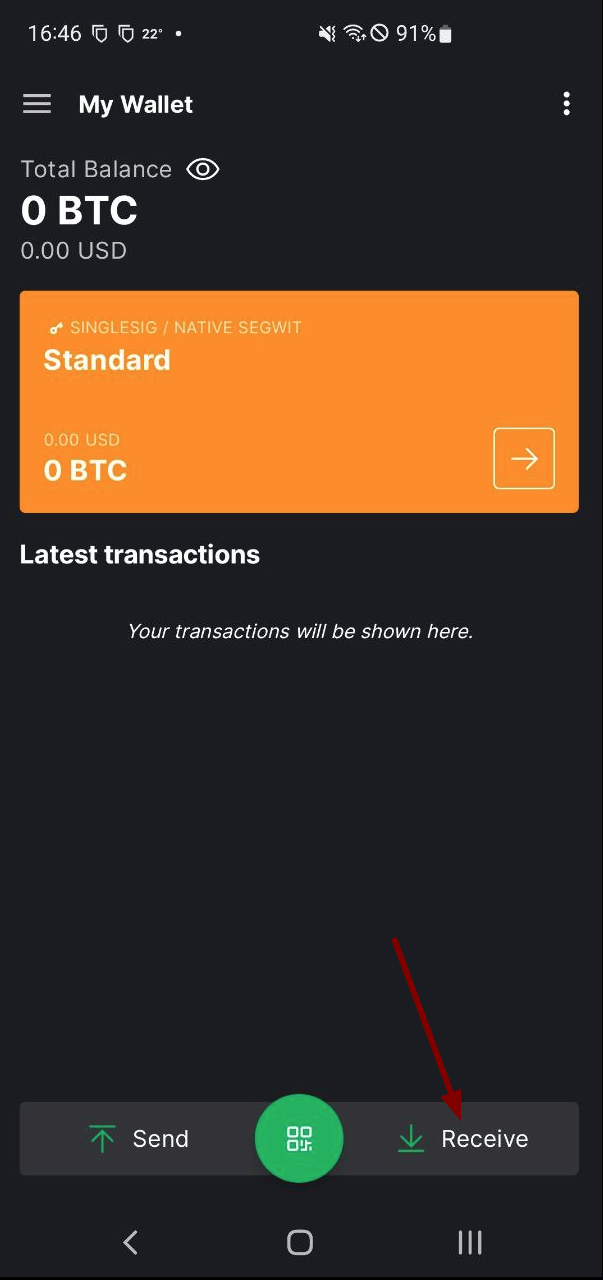 16:46 22° 91%
My Wallet
Total Balance
0 BTC
0.00 USD
SINGLESIG / NATIVE SEGWIT
Standard
0.00 USD
0 BTC
Latest transactions
Your transactions will be shown here.
Send Receive